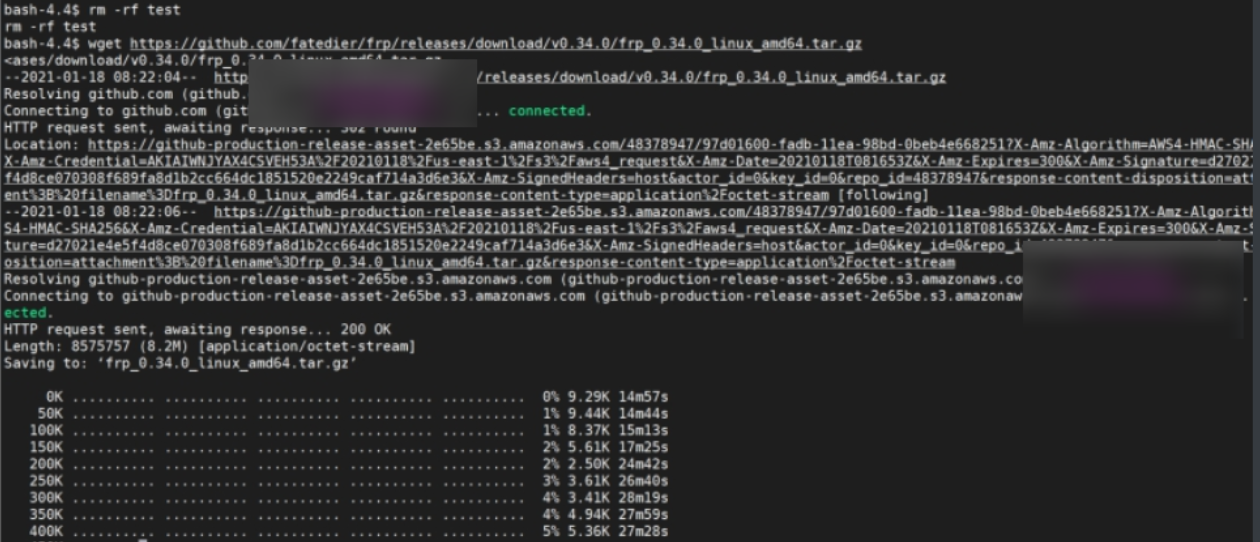 bash-4.4$ rm -rf test
rm -rf test
bash-4.4$ wget https://github.com/fatedier/frp/releases/download/v0.34.0/frp_0.34.0_linux_amd64.tar.gz
<ases/download/v0.34.0/frp_0.34.0_linux_amd64.tar.gz
--2021-01-18 08:22:04-- http /releases/download/v0.34.0/frp_0.34.0_linux_amd64.tar.gz
Resolving github.com (github.
Connecting to github.com (git ... connected.
HTTP request sent, awaiting response... 302 Found
Location: https://github-production-release-asset-2e65be.s3.amazonaws.com/48378947/97d01600-fadb-11ea-98bd-0beb4e668251?X-Amz-Algorithm=AWS4-HMAC-SHA
X-Amz-Credential=AKIAIWNJYAX4CSVEH53A%2F20210118%2Fus-east-1%2Fs3%2Faws4_request&X-Amz-Date=20210118T081653Z&X-Amz-Expires=300&X-Amz-Signature=d2702
f4d8ce070308f689fa8d1b2cc664dc1851520e2249caf714a3d6e3&X-Amz-SignedHeaders=host&actor_id=0&key_id=0&repo_id=48378947&response-content-disposition=att
ent%3B%20filename%3Dfrp_0.34.0_linux_amd64.tar.gz&response-content-type=application%2Foctet-stream [following]
--2021-01-18 08:22:06-- https://github-production-release-asset-2e65be.s3.amazonaws.com/48378947/97d01600-fadb-11ea-98bd-0beb4e668251?X-Amz-Algorit
S4-HMAC-SHA256&X-Amz-Credential=AKIAIWNJYAX4CSVEH53A%2F20210118%2Fus-east-1%2Fs3%2Faws4_request&X-Amz-Date=20210118T081653Z&X-Amz-Expires=300&X-Amz-S
ture=d27021e4e5f4d8ce070308f689fa8d1b2cc664dc1851520e2249caf714a3d6e3&X-Amz-SignedHeaders=host&actor_id=0&key_id=0&repo_i
osition=attachment%3B%20filename%3Dfrp_0.34.0_linux_amd64.tar.gz&response-content-type=application%2Foctet-stream
Resolving github-production-release-asset-2e65be.s3.amazonaws.com (github-production-release-asset-2e65be.s3.amazonaws.co
Connecting to github-production-release-asset-2e65be.s3.amazonaws.com (github-production-release-asset-2e65be.s3.amazonaw
ected.
HTTP request sent, awaiting response... 200 OK
Length: 8575757 (8.2M) [application/octet-stream]
Saving to: ‘frp_0.34.0_linux_amd64.tar.gz’
0K .......... .......... .......... .......... .......... 0% 9.29K 14m57s
50K .......... .......... .......... .......... .......... 1% 9.44K 14m44s
100K .......... .......... .......... .......... .......... 1% 8.37K 15m13s
150K .......... .......... .......... .......... .......... 2% 5.61K 17m25s
200K .......... .......... .......... .......... .......... 2% 2.50K 24m42s
250K .......... .......... .......... .......... .......... 3% 3.61K 26m40s
300K .......... .......... .......... .......... .......... 4% 3.41K 28m19s
350K .......... .......... .......... .......... .......... 4% 4.94K 27m59s
400K .......... .......... .......... .......... .......... 5% 5.36K 27m28s